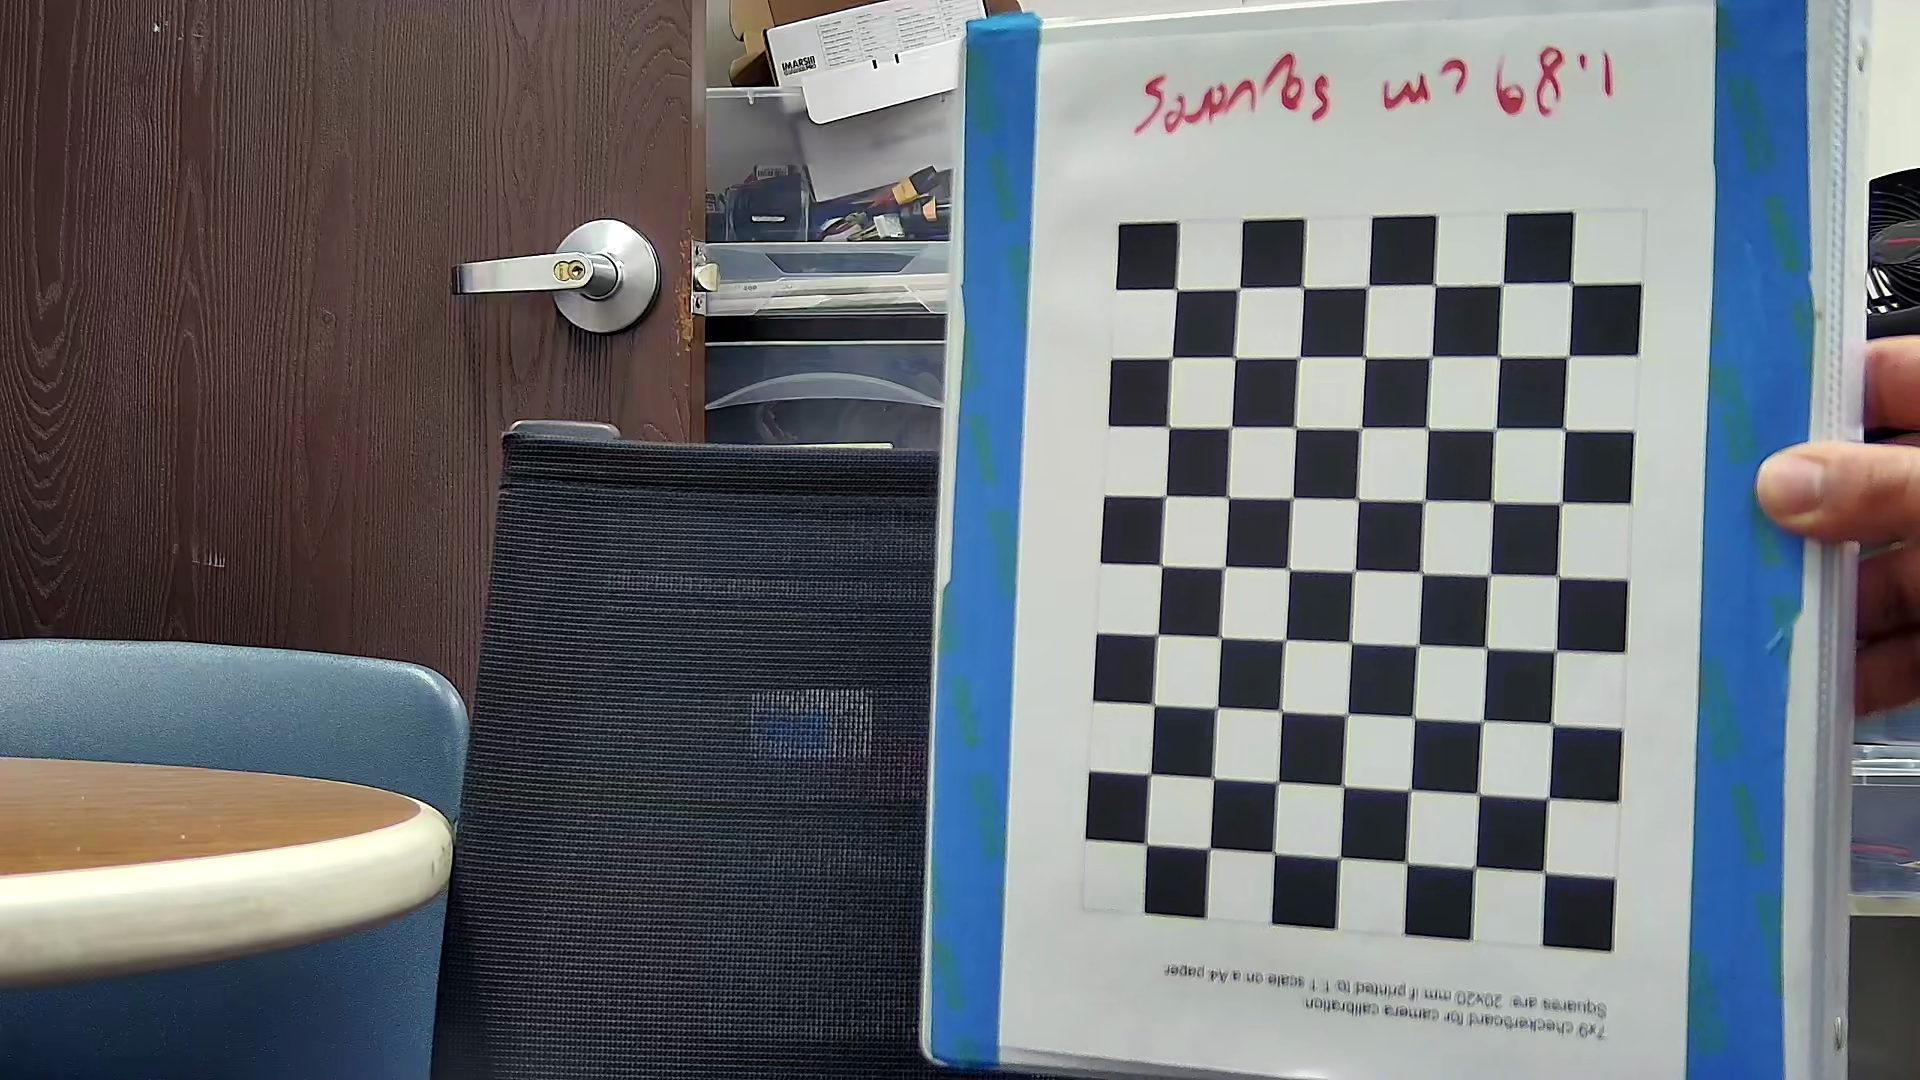 7x9 checkerboard for camera calibration
Squares are 20x20 mm if printed to 1:1 scale on a A4 paper
1.89 cm Squares